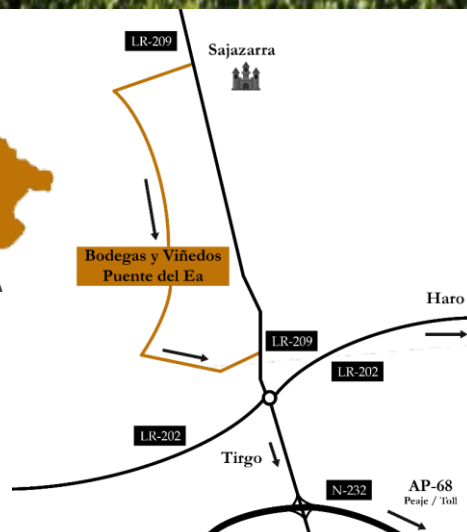 LR-209
Sajazarra
Bodegas y Viñedos
Puente del Ea
Haro
LR-209
LR-202
LR-202
Tirgo
N-232
AP-68
Peaje / Toll